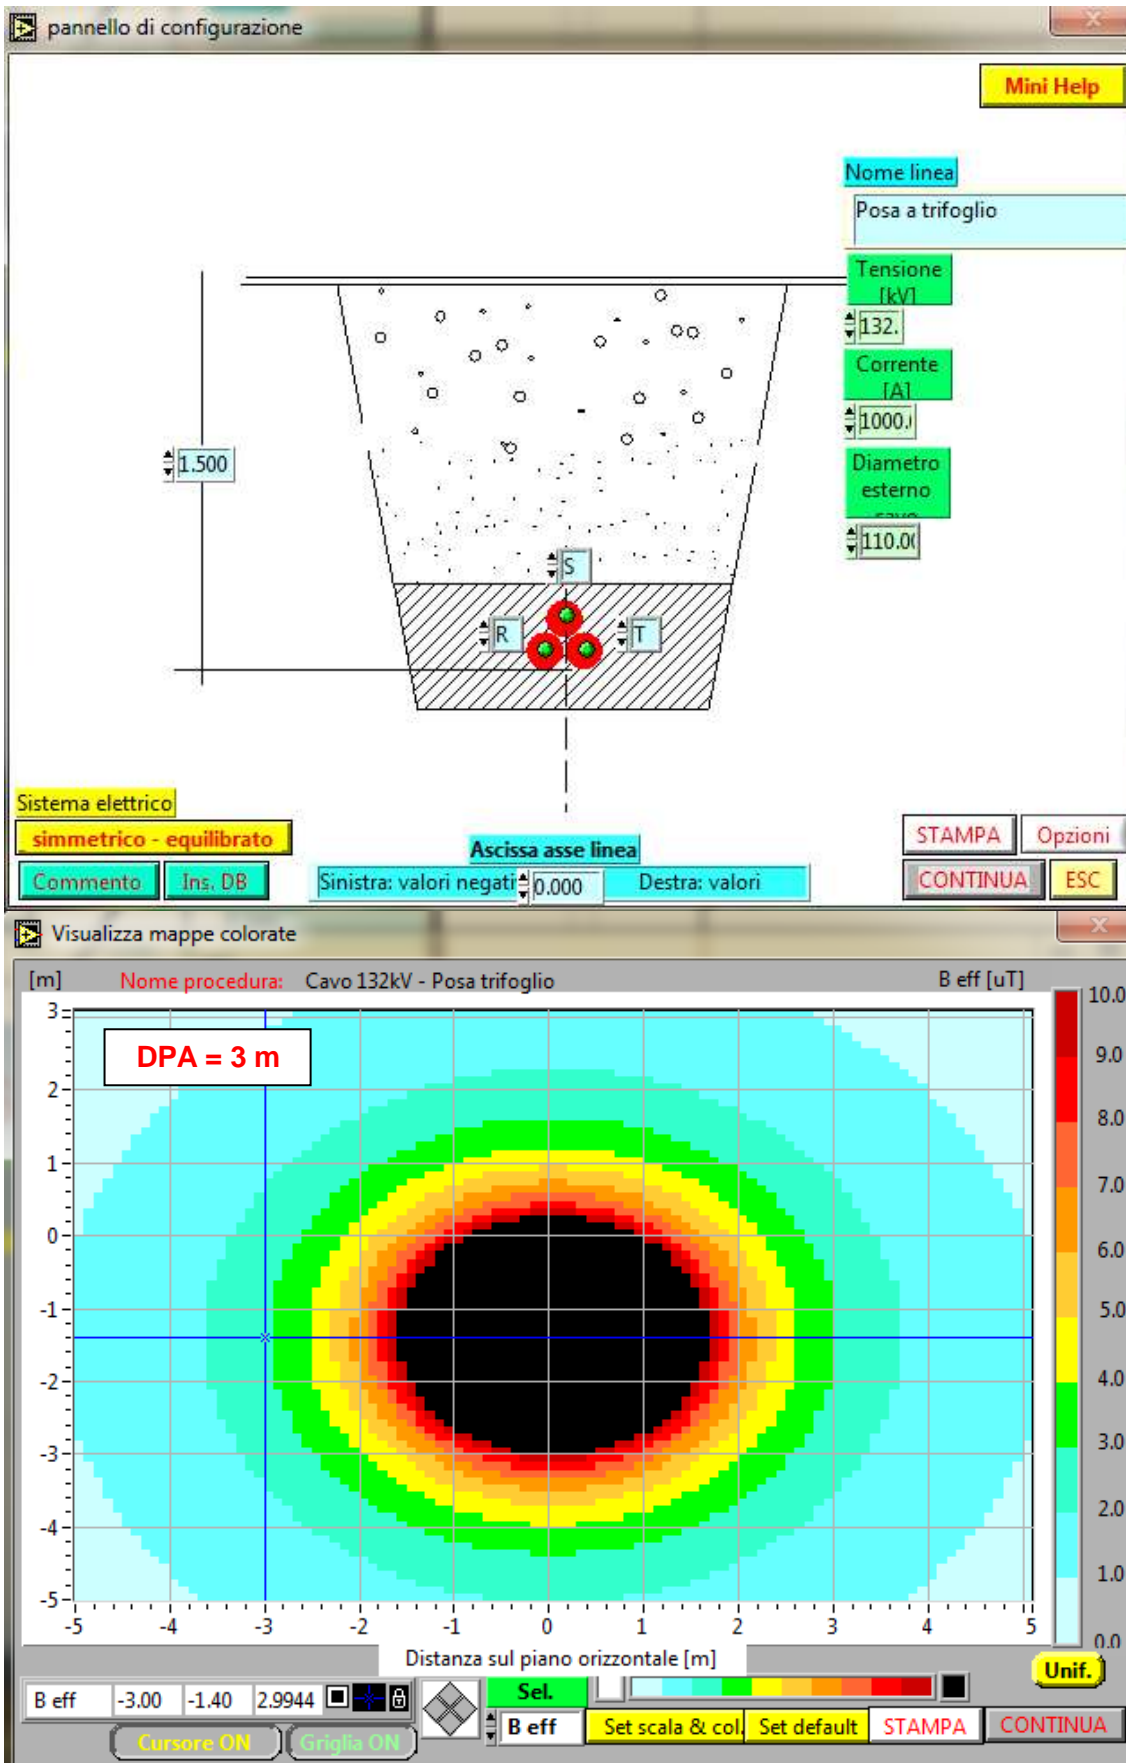 pannello di configurazione
Mini Help
Nome linea
Posa a trifoglio
Tensione
[kV]
132.
Corrente
[A]
1000.
1.500
Diametro
esterno
110.0
S
R
T
Sistema elettrico
simmetrico - equilibrato
Commento
Ins. DB
Ascissa asse linea
Sinistra: valori negati
0.000
Destra: valori
STAMPA
Opzioni
CONTINUA
ESC
Visualizza mappe colorate
[m]
Nome procedura: Cavo 132kV - Posa trifoglio
B eff [uT]
DPA = 3 m
3
2
1
0
-1
-2
-3
-4
-5
-5 -4 -3 -2 -1 0 1 2 3 4 5
Distanza sul piano orizzontale [m]
10.0
9.0
8.0
7.0
6.0
5.0
4.0
3.0
2.0
1.0
0.0
Unif.
B eff -3.00 -1.40 2.9944
Cursore ON
Griglia ON
Sel.
B eff
Set scala & col.
Set default
STAMPA
CONTINUA